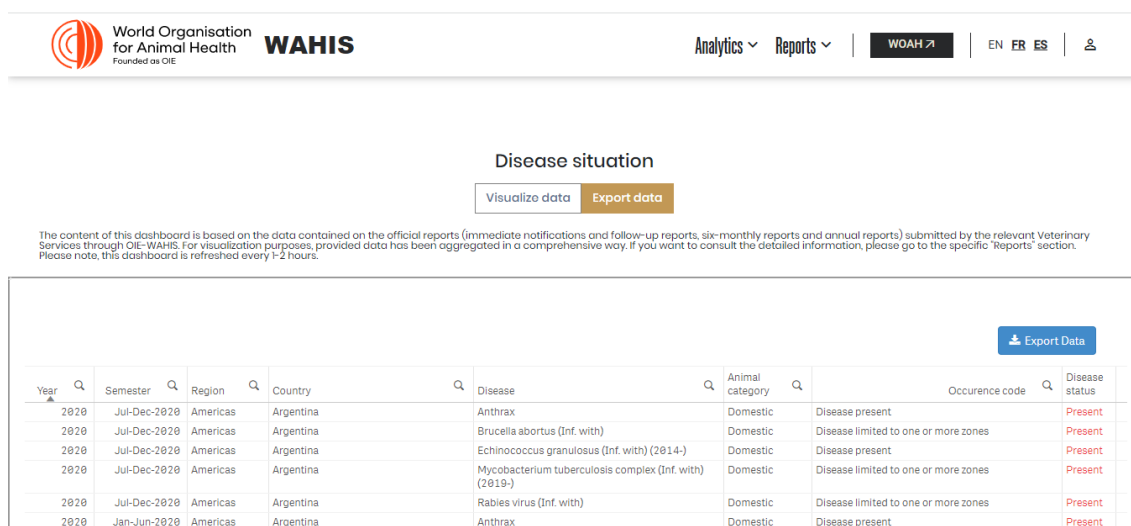 World Organisation
for Animal Health
Founded as OIE
WAHIS
Analytics
Reports
WOAH
EN FR ES
Disease situation
Visualize data
Export data
The content of this dashboard is based on the data contained on the official reports (immediate notifications and follow-up reports, six-monthly reports and annual reports) submitted by the relevant Veterinary
Services through OIE-WAHIS. For visualization purposes, provided data has been aggregated in a comprehensive way. If you want to consult the detailed information, please go to the specific "Reports" section.
Please note, this dashboard is refreshed every 1-2 hours.
Export Data
Year Semester Region Country Disease Animal category Occurence code Disease status
2020 Jul-Dec-2020 Americas Argentina Anthrax Domestic Disease present Present
2020 Jul-Dec-2020 Americas Argentina Brucella abortus (Inf. with) Domestic Disease limited to one or more zones Present
2020 Jul-Dec-2020 Americas Argentina Echinococcus granulosus (Inf. with) (2014-) Domestic Disease present Present
2020 Jul-Dec-2020 Americas Argentina Mycobacterium tuberculosis complex (Inf. with) (2019-) Domestic Disease limited to one or more zones Present
2020 Jul-Dec-2020 Americas Argentina Rabies virus (Inf. with) Domestic Disease limited to one or more zones Present
2020 Jan-Jun-2020 Americas Argentina Anthrax Domestic Disease present Present